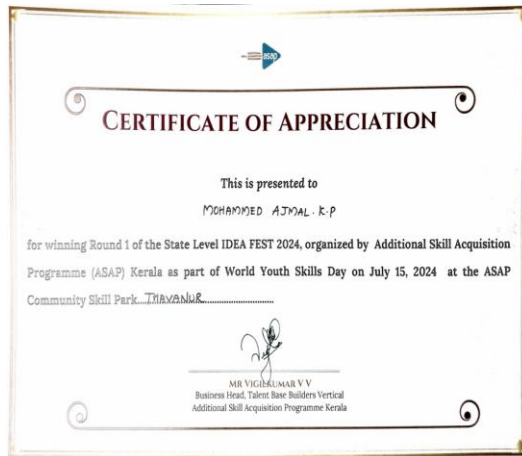 asap
CERTIFICATE OF APPRECIATION
This is presented to
MOHAMMED AJMAL.K.P
for winning Round 1 of the State Level IDEA FEST 2024, organized by Additional Skill Acquisition
Programme (ASAP) Kerala as part of World Youth Skills Day on July 15, 2024 at the ASAP
Community Skill Park...THAVANUR........................
MR VIGILKUMAR V V
Business Head, Talent Base Builders Vertical
Additional Skill Acquisition Programme Kerala